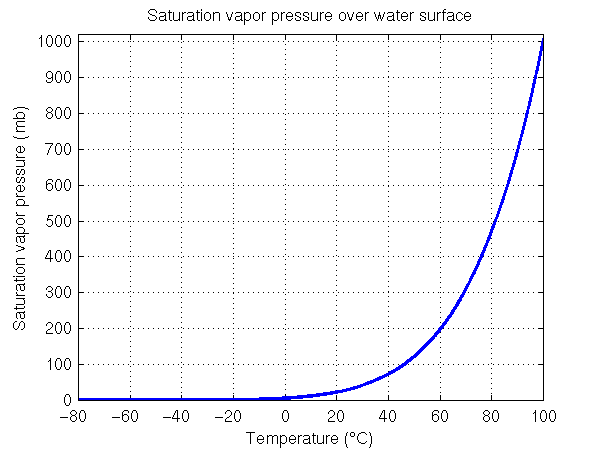 Saturation vapor pressure over water surface
1000
900
800
700
600
500
400
300
200
100
0
Saturation vapor pressure (mb)
−80 −60 −40 −20 0 20 40 60 80 100
Temperature (°C)